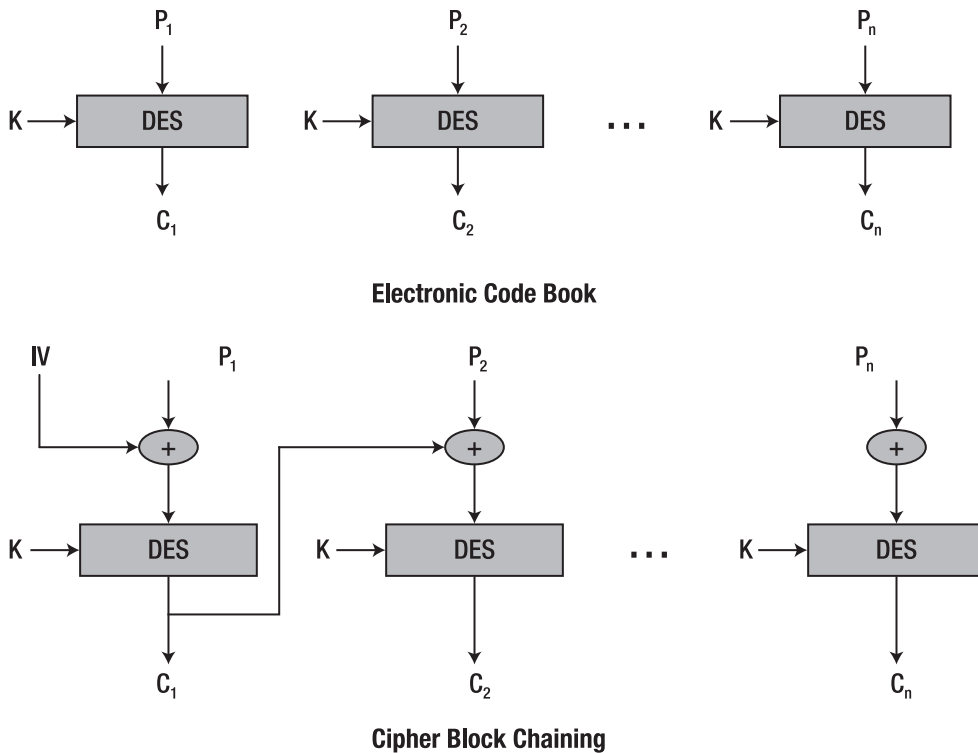 P₁ P₂ Pₙ
K DES K DES ... K DES
C₁ C₂ Cₙ
Electronic Code Book
IV P₁ P₂ Pₙ
+ + +
K DES K DES ... K DES
C₁ C₂ Cₙ
Cipher Block Chaining